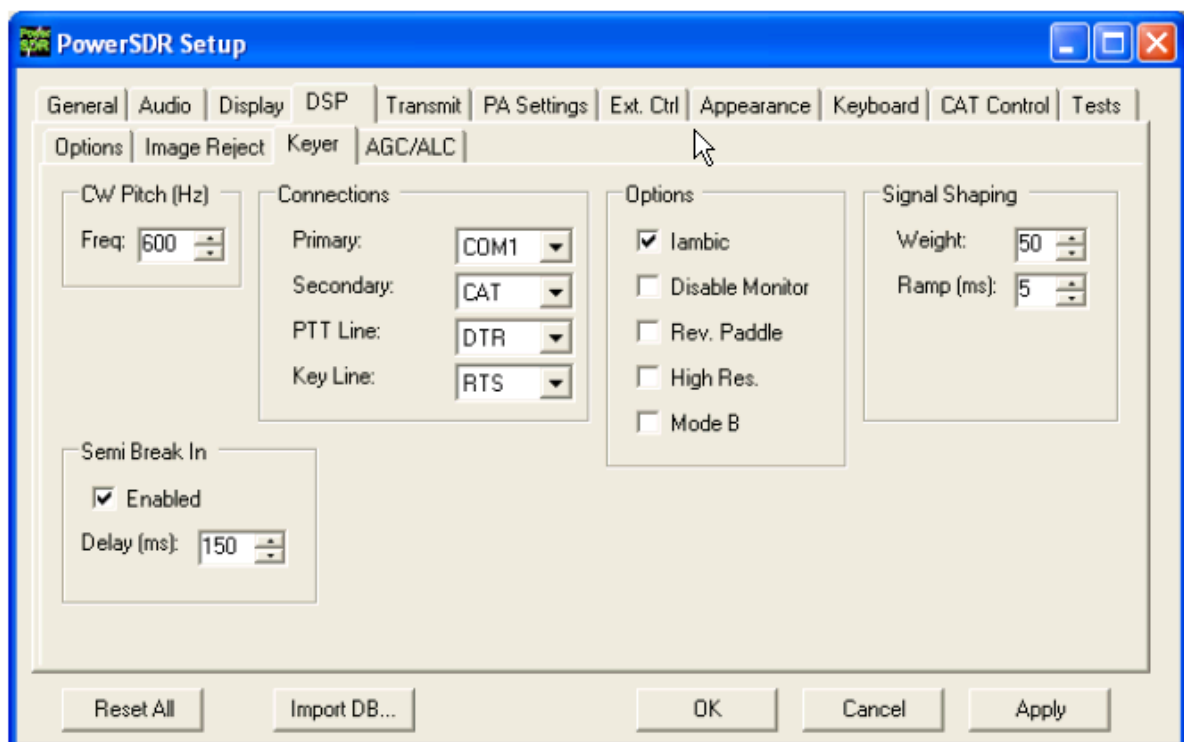 Power SDR
PowerSDR Setup
General Audio Display DSP Transmit PA Settings Ext. Ctrl Appearance Keyboard CAT Control Tests
Options Image Reject Keyer AGC/ALC
CW Pitch (Hz)
Freq: 600
Connections
Primary: COM1
Secondary: CAT
PTT Line: DTR
Key Line: RTS
Options
Iambic
Disable Monitor
Rev. Paddle
High Res.
Mode B
Signal Shaping
Weight: 50
Ramp (ms): 5
Semi Break In
Enabled
Delay (ms): 150
Reset All Import DB... OK Cancel Apply